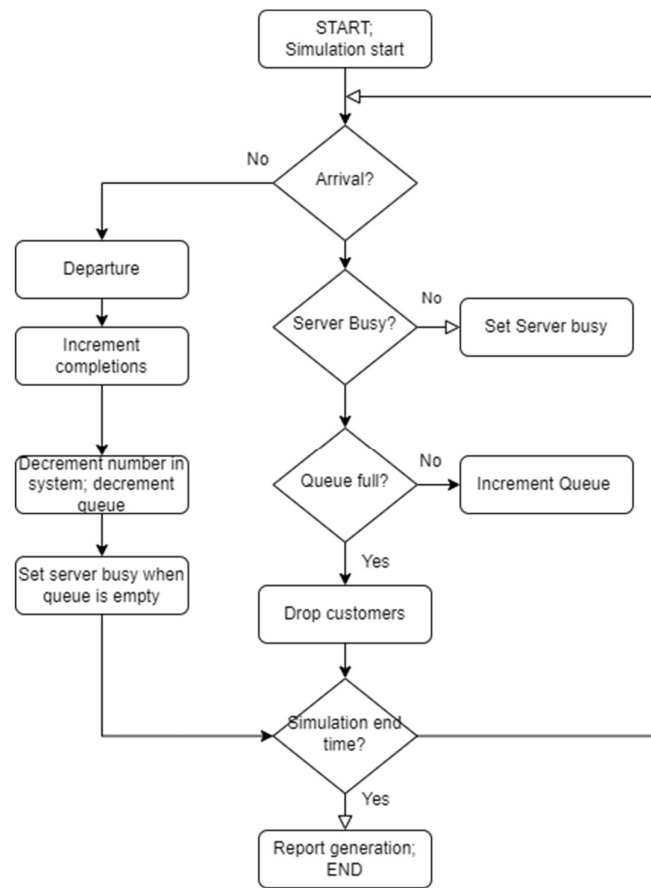 START;
Simulation start
No
Arrival?
Departure
Server Busy?
No
Set Server busy
Increment
completions
Decrement number in
system; decrement
queue
Queue full?
No
Increment Queue
Yes
Set server busy when
queue is empty
Drop customers
Simulation end
time?
Yes
Report generation;
END